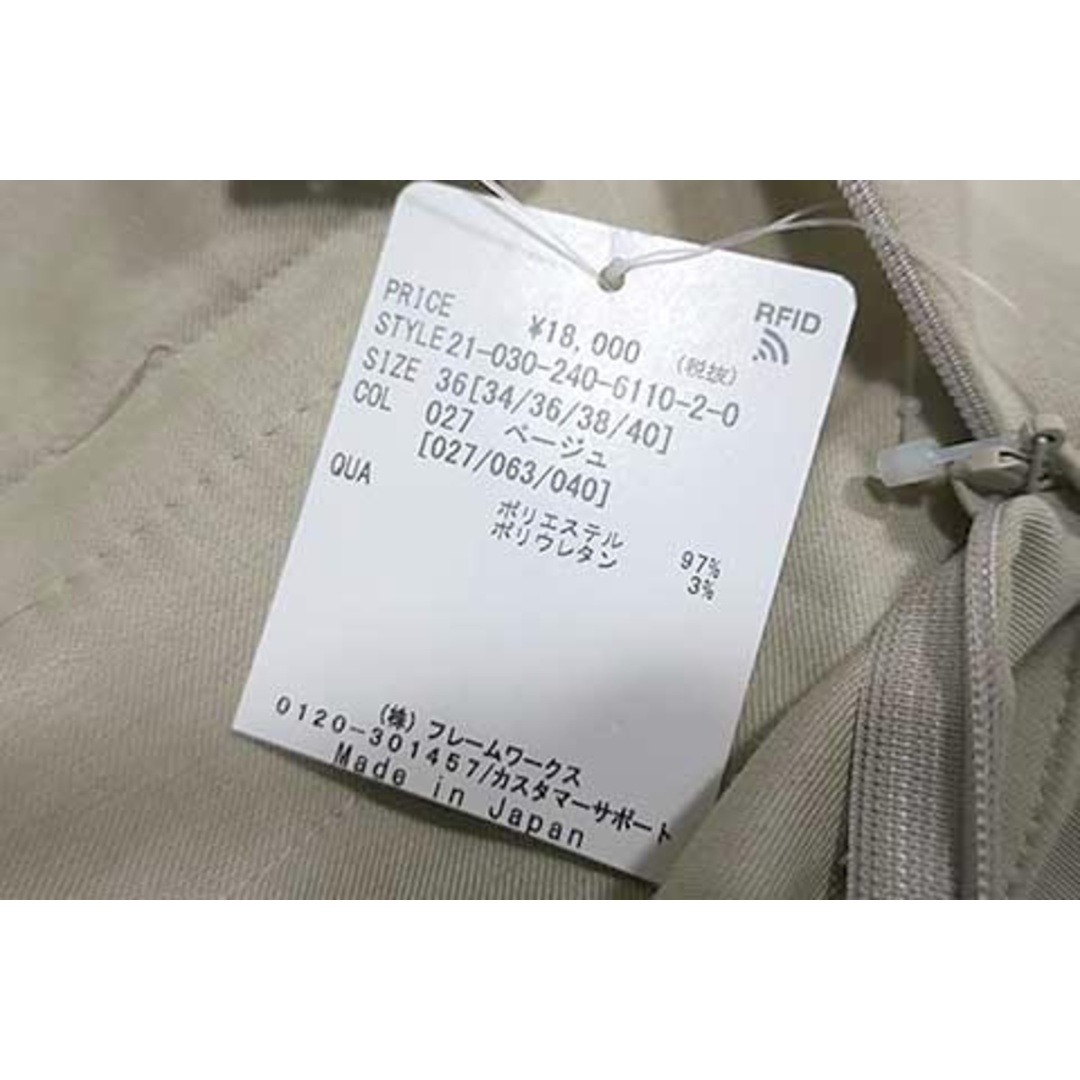 RFID
PRICE ¥18,000 (税抜)
STYLE 21-030-240-6110-2-0
SIZE 36[34/36/38/40]
COL 027 ベージュ
[027/063/040]
QUA
ポリエステル 97%
ポリウレタン 3%
(株)フレームワークス
0120-301457/カスタマーサポート
Made in Japan